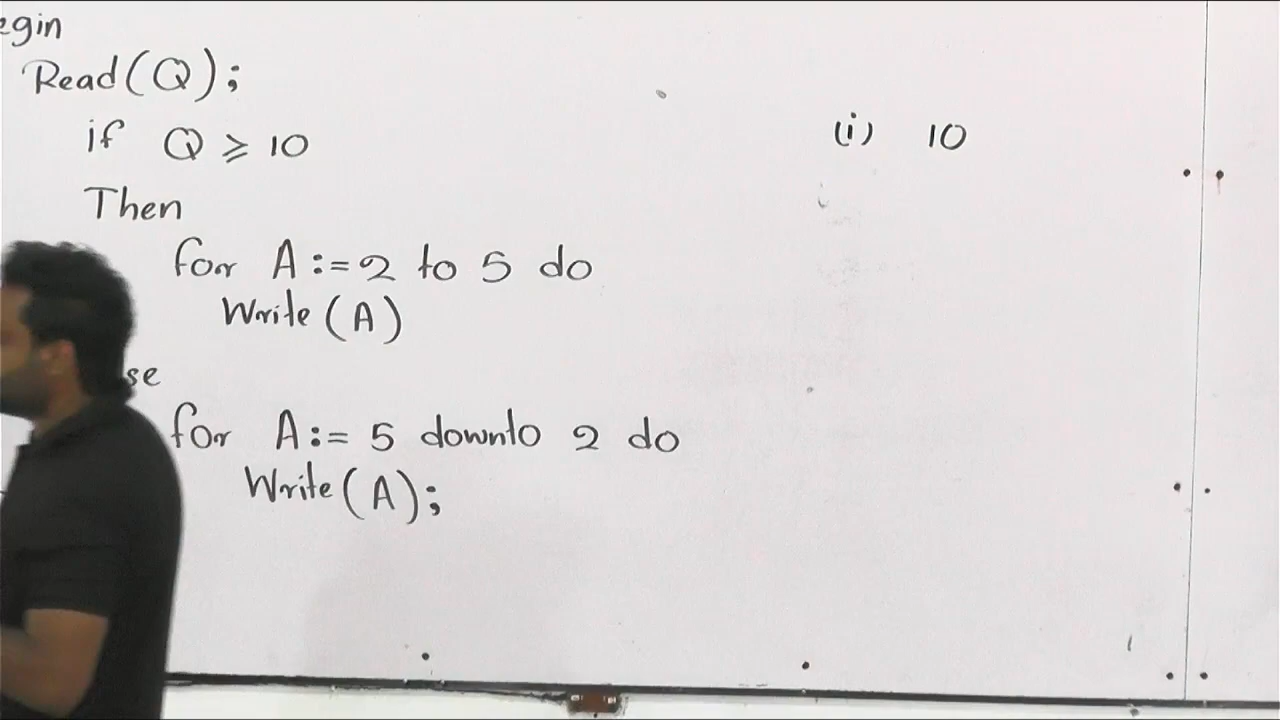 egin
Read(Q);
if Q ⩾ 10
(i) 10
Then
for A:=2 to 5 do
Write(A)
se
for A:= 5 downto 2 do
Write(A);